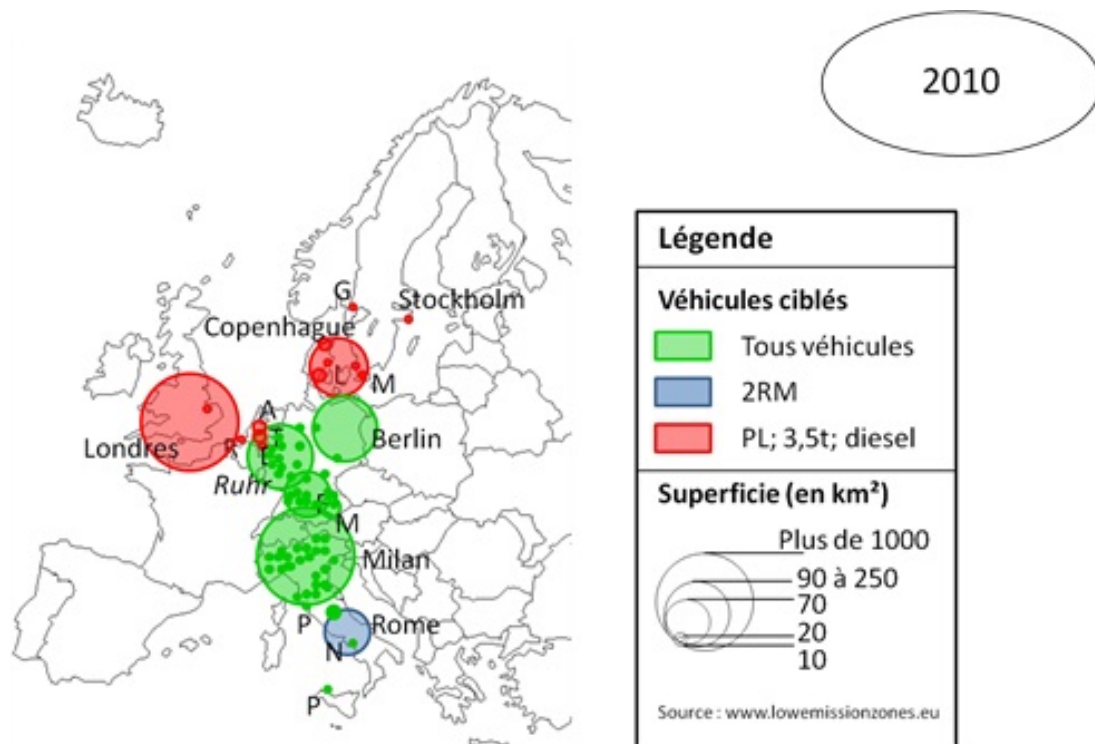 2010
G
Stockholm
Copenhague
L
M
A
Londres
R
Berlin
Ruhr
M
Milan
P
Rome
N
P
Légende
Véhicules ciblés
Tous véhicules
2RM
PL; 3,5t; diesel
Superficie (en km²)
Plus de 1000
90 à 250
70
20
10
Source : www.lowemissionzones.eu